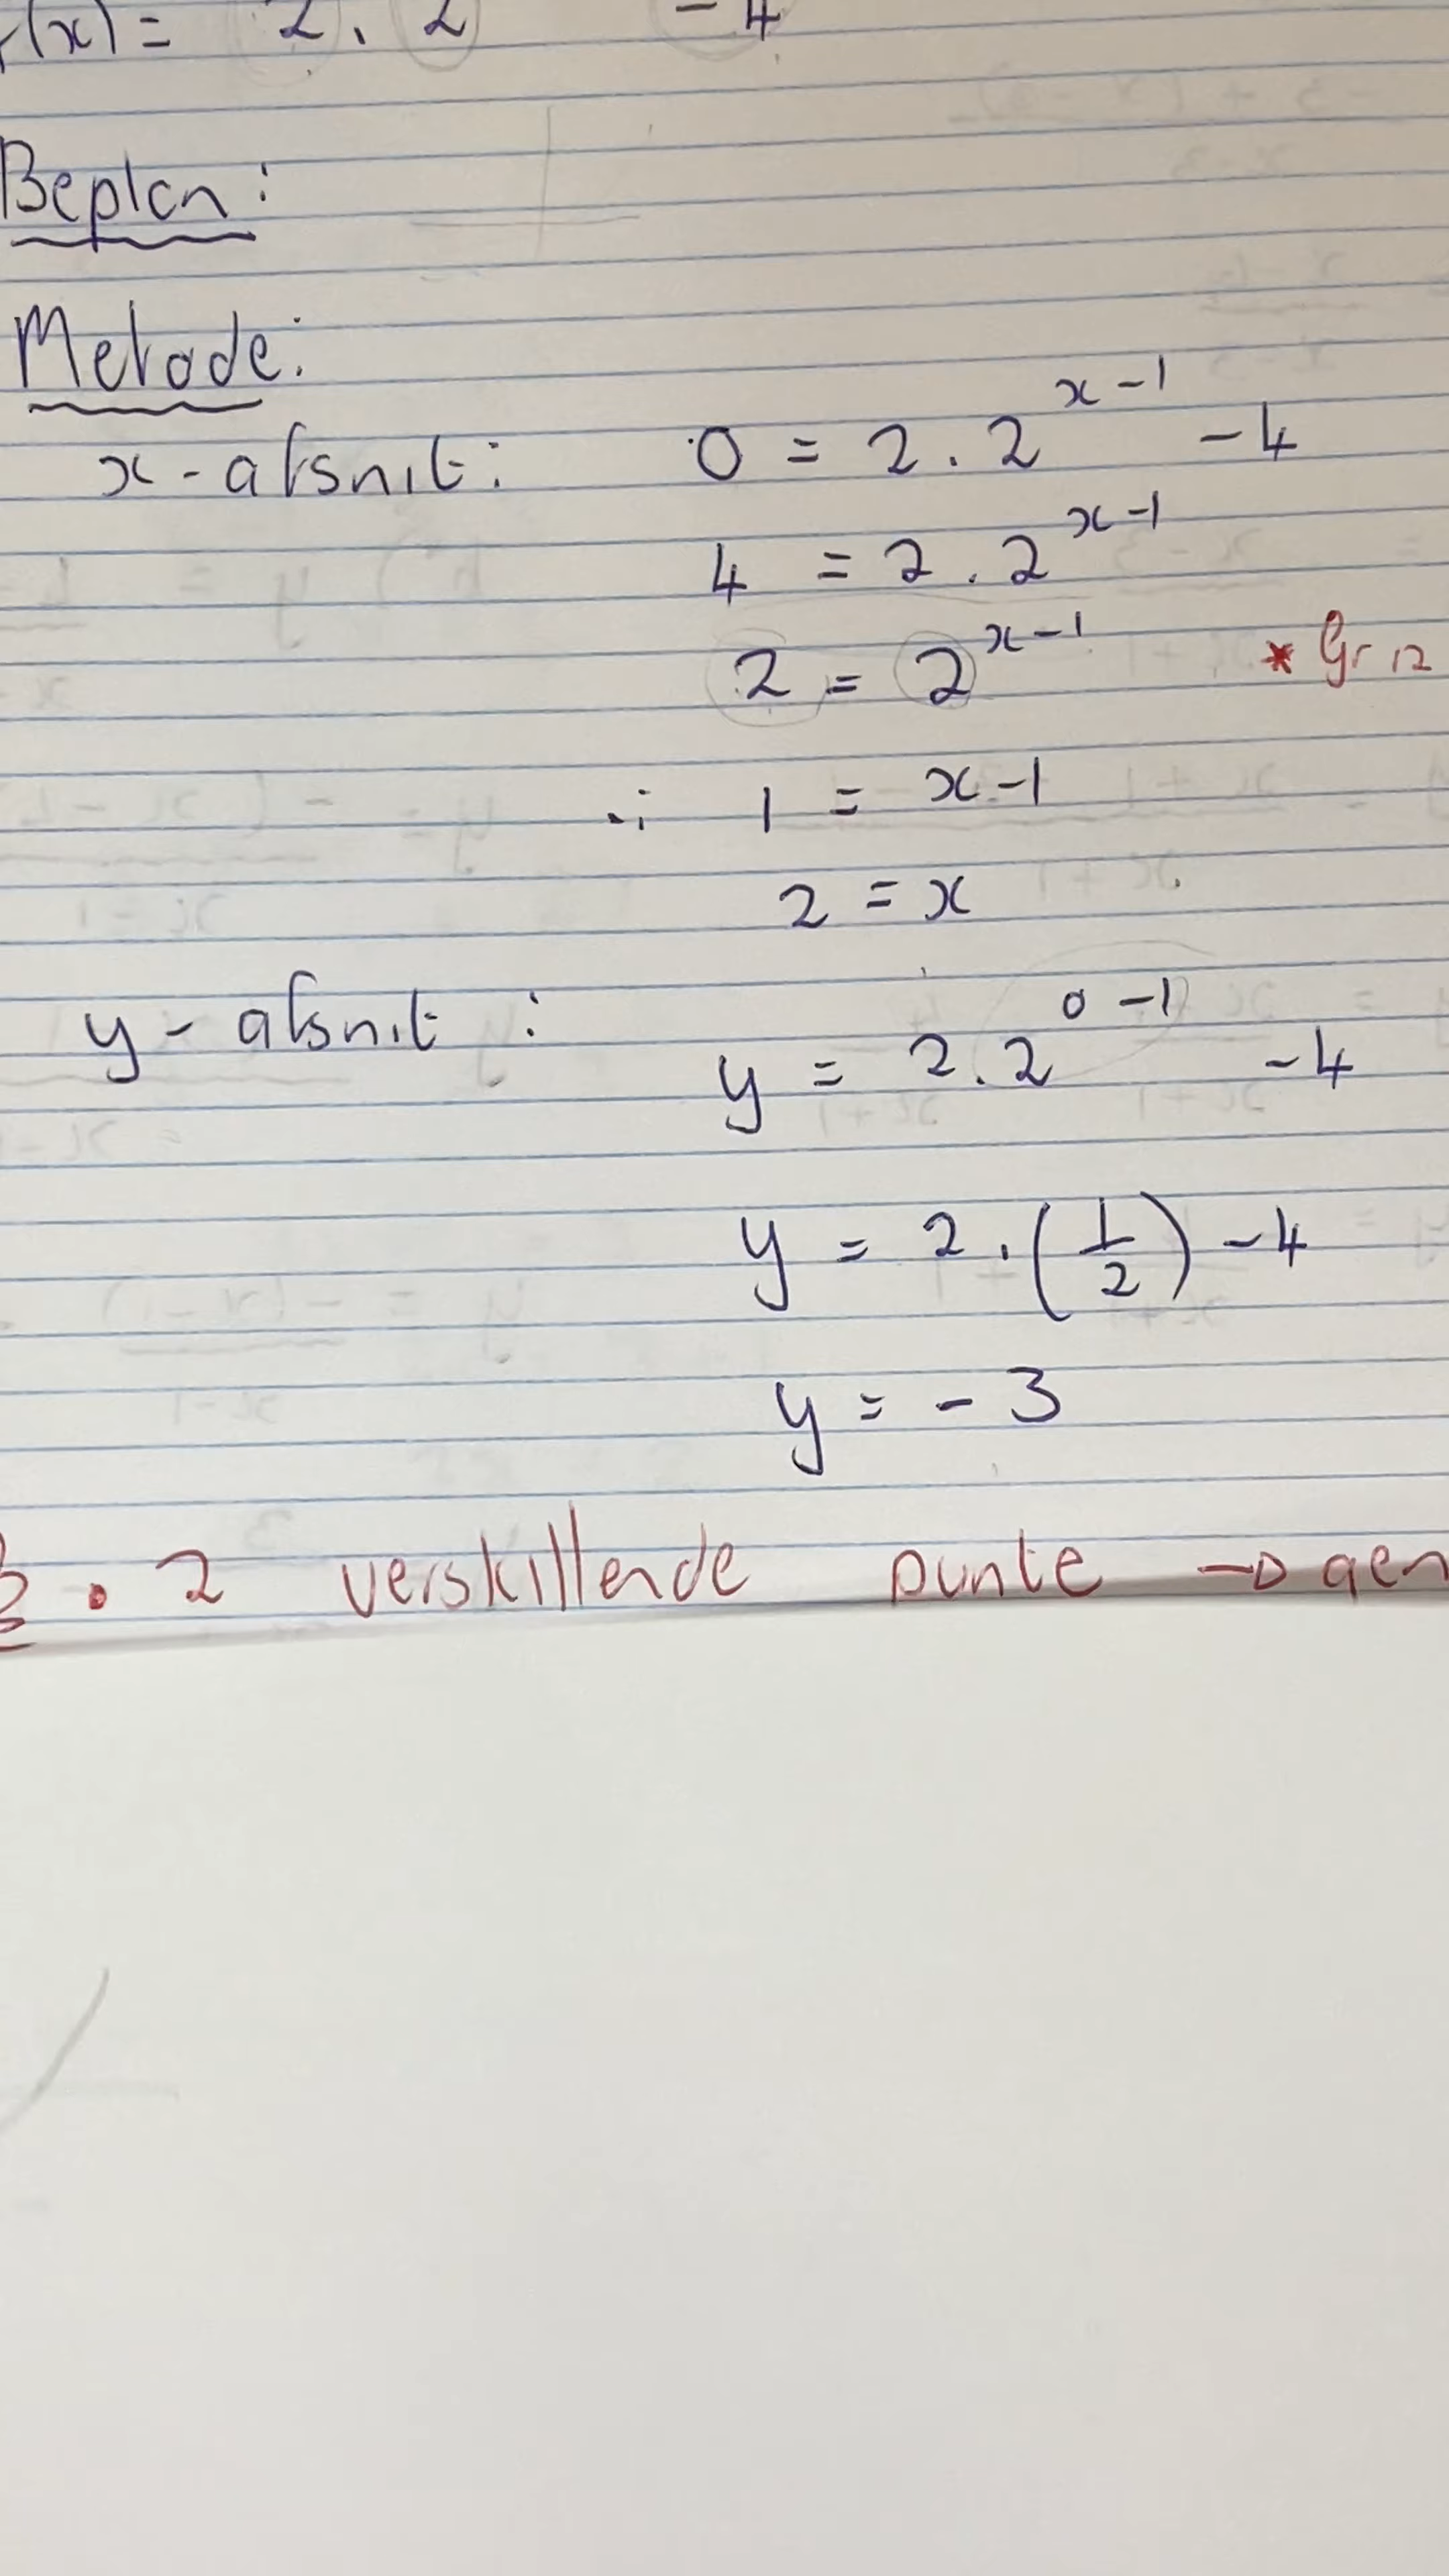 f(x) = 2 . 2 - 4
Beplan :
Metode :
x - afsnit : 0 = 2 . 2^(x-1) - 4
4 = 2 . 2^(x-1)
2 = 2^(x-1) * Gr 12
∴ 1 = x - 1
2 = x
y - afsnit :
y = 2 . 2^(0-1) - 4
y = 2 . (1/2) - 4
y = - 3
• 2 verskillende punte →